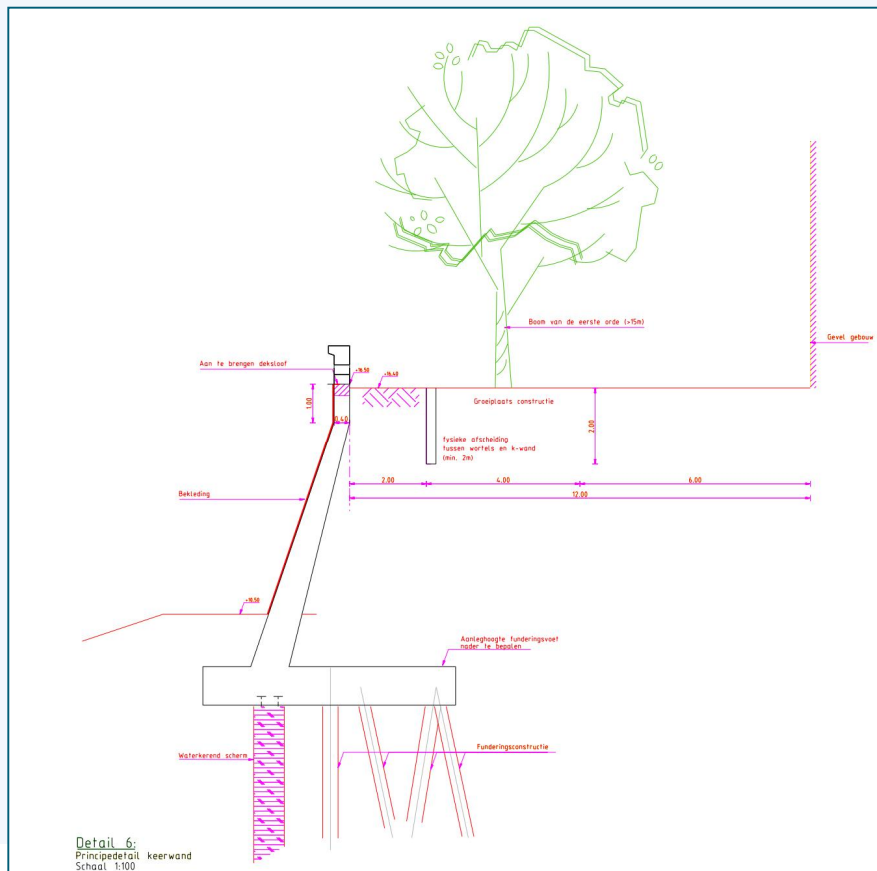 Boom van de eerste orde (>15m)
Gevel gebouw
Aan te brengen deksloof
+16.50
+16.40
1.00
0.40
Groeiplaats constructie
2.00
fysieke afscheiding
tussen wortels en k-wand
(min. 2m)
2.00
4.00
6.00
12.00
Bekleding
+10.50
Aanleghoogte funderingsvoet
nader te bepalen
Waterkerend scherm
Funderingsconstructie
Detail 6:
Principedetail keerwand
Schaal 1:100